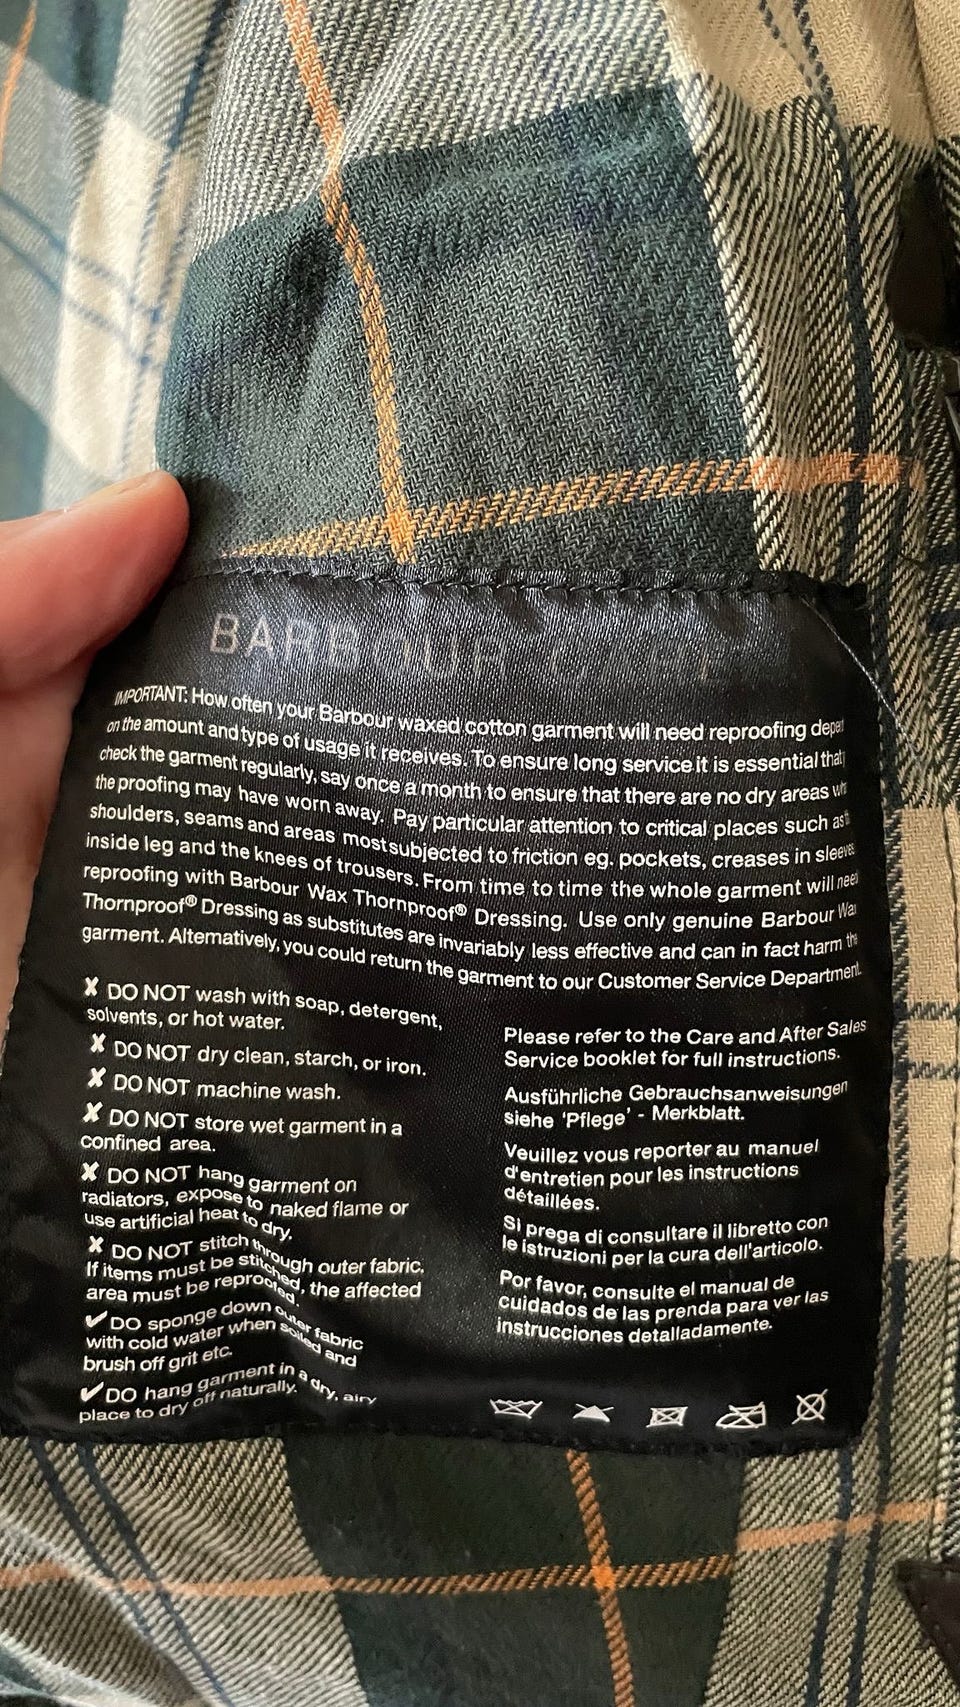 BARBOUR
IMPORTANT: How often your Barbour waxed cotton garment will need reproofing depe
on the amount and type of usage it receives. To ensure long service it is essential that
check the garment regularly, say once a month to ensure that there are no dry areas wh
the proofing may have worn away. Pay particular attention to critical places such as
shoulders, seams and areas most subjected to friction eg. pockets, creases in sleeves
inside leg and the knees of trousers. From time to time the whole garment will need
reproofing with Barbour Wax Thornproof® Dressing. Use only genuine Barbour Wax
Thornproof® Dressing as substitutes are invariably less effective and can in fact harm the
garment. Alternatively, you could return the garment to our Customer Service Department.
✘ DO NOT wash with soap, detergent,
solvents, or hot water.
✘ DO NOT dry clean, starch, or iron.
✘ DO NOT machine wash.
✘ DO NOT store wet garment in a
confined area.
✘ DO NOT hang garment on
radiators, expose to naked flame or
use artificial heat to dry.
✘ DO NOT stitch through outer fabric.
If items must be stitched, the affected
area must be reproofed.
✔ DO sponge down outer fabric
with cold water when soiled and
brush off grit etc.
✔ DO hang garment in a dry, airy
place to dry off naturally.
Please refer to the Care and After Sales
Service booklet for full instructions.
Ausführliche Gebrauchsanweisungen
siehe 'Pflege' - Merkblatt.
Veuillez vous reporter au manuel
d'entretien pour les instructions
détaillées.
Si prega di consultare il libretto con
le istruzioni per la cura dell'articolo.
Por favor, consulte el manual de
cuidados de las prenda para ver las
instrucciones detalladamente.